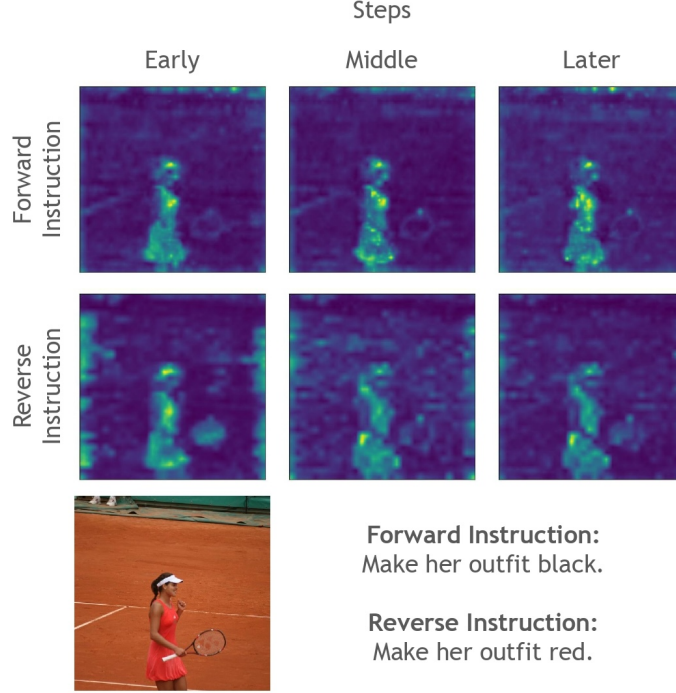 Steps
Early
Middle
Later
Forward
Instruction
Reverse
Instruction
Forward Instruction:
Make her outfit black.
Reverse Instruction:
Make her outfit red.